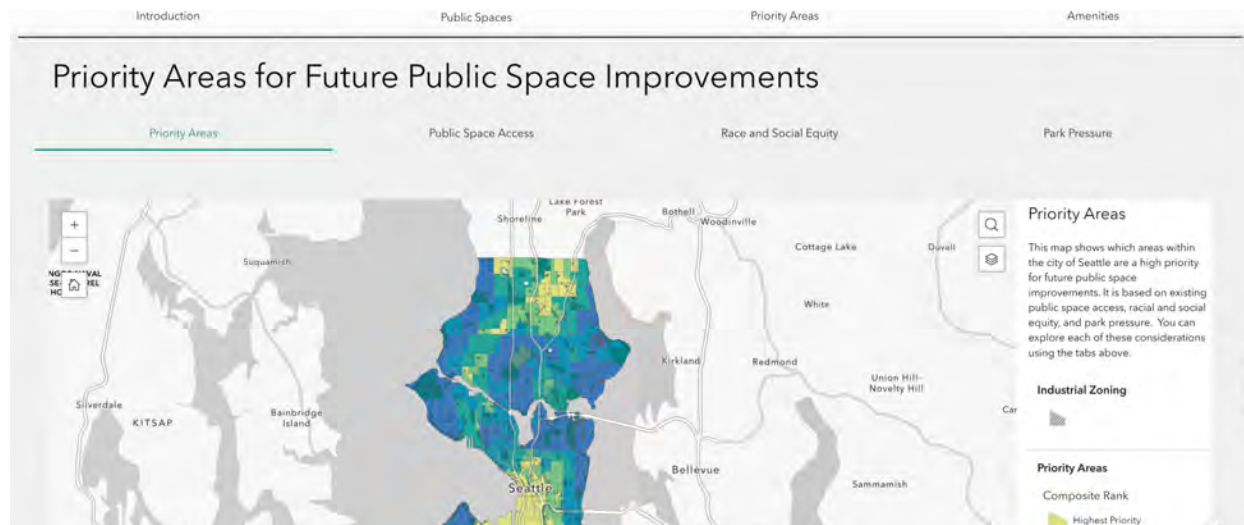 Introduction
Public Spaces
Priority Areas
Amenities
Priority Areas for Future Public Space Improvements
Priority Areas
Public Space Access
Race and Social Equity
Park Pressure
Lake Forest
Park
Shoreline
Bothell
Woodinville
Cottage Lake
Duvall
Suquamish
White
Kirkland
Redmond
Union Hill-
Novelty Hill
Silverdale
KITSAP
Bainbridge
Island
Bellevue
Sammamish
Seattle
Priority Areas
This map shows which areas within
the city of Seattle are a high priority
for future public space
improvements. It is based on existing
public space access, racial and social
equity, and park pressure. You can
explore each of these considerations
using the tabs above.
Industrial Zoning
Priority Areas
Composite Rank
Highest Priority